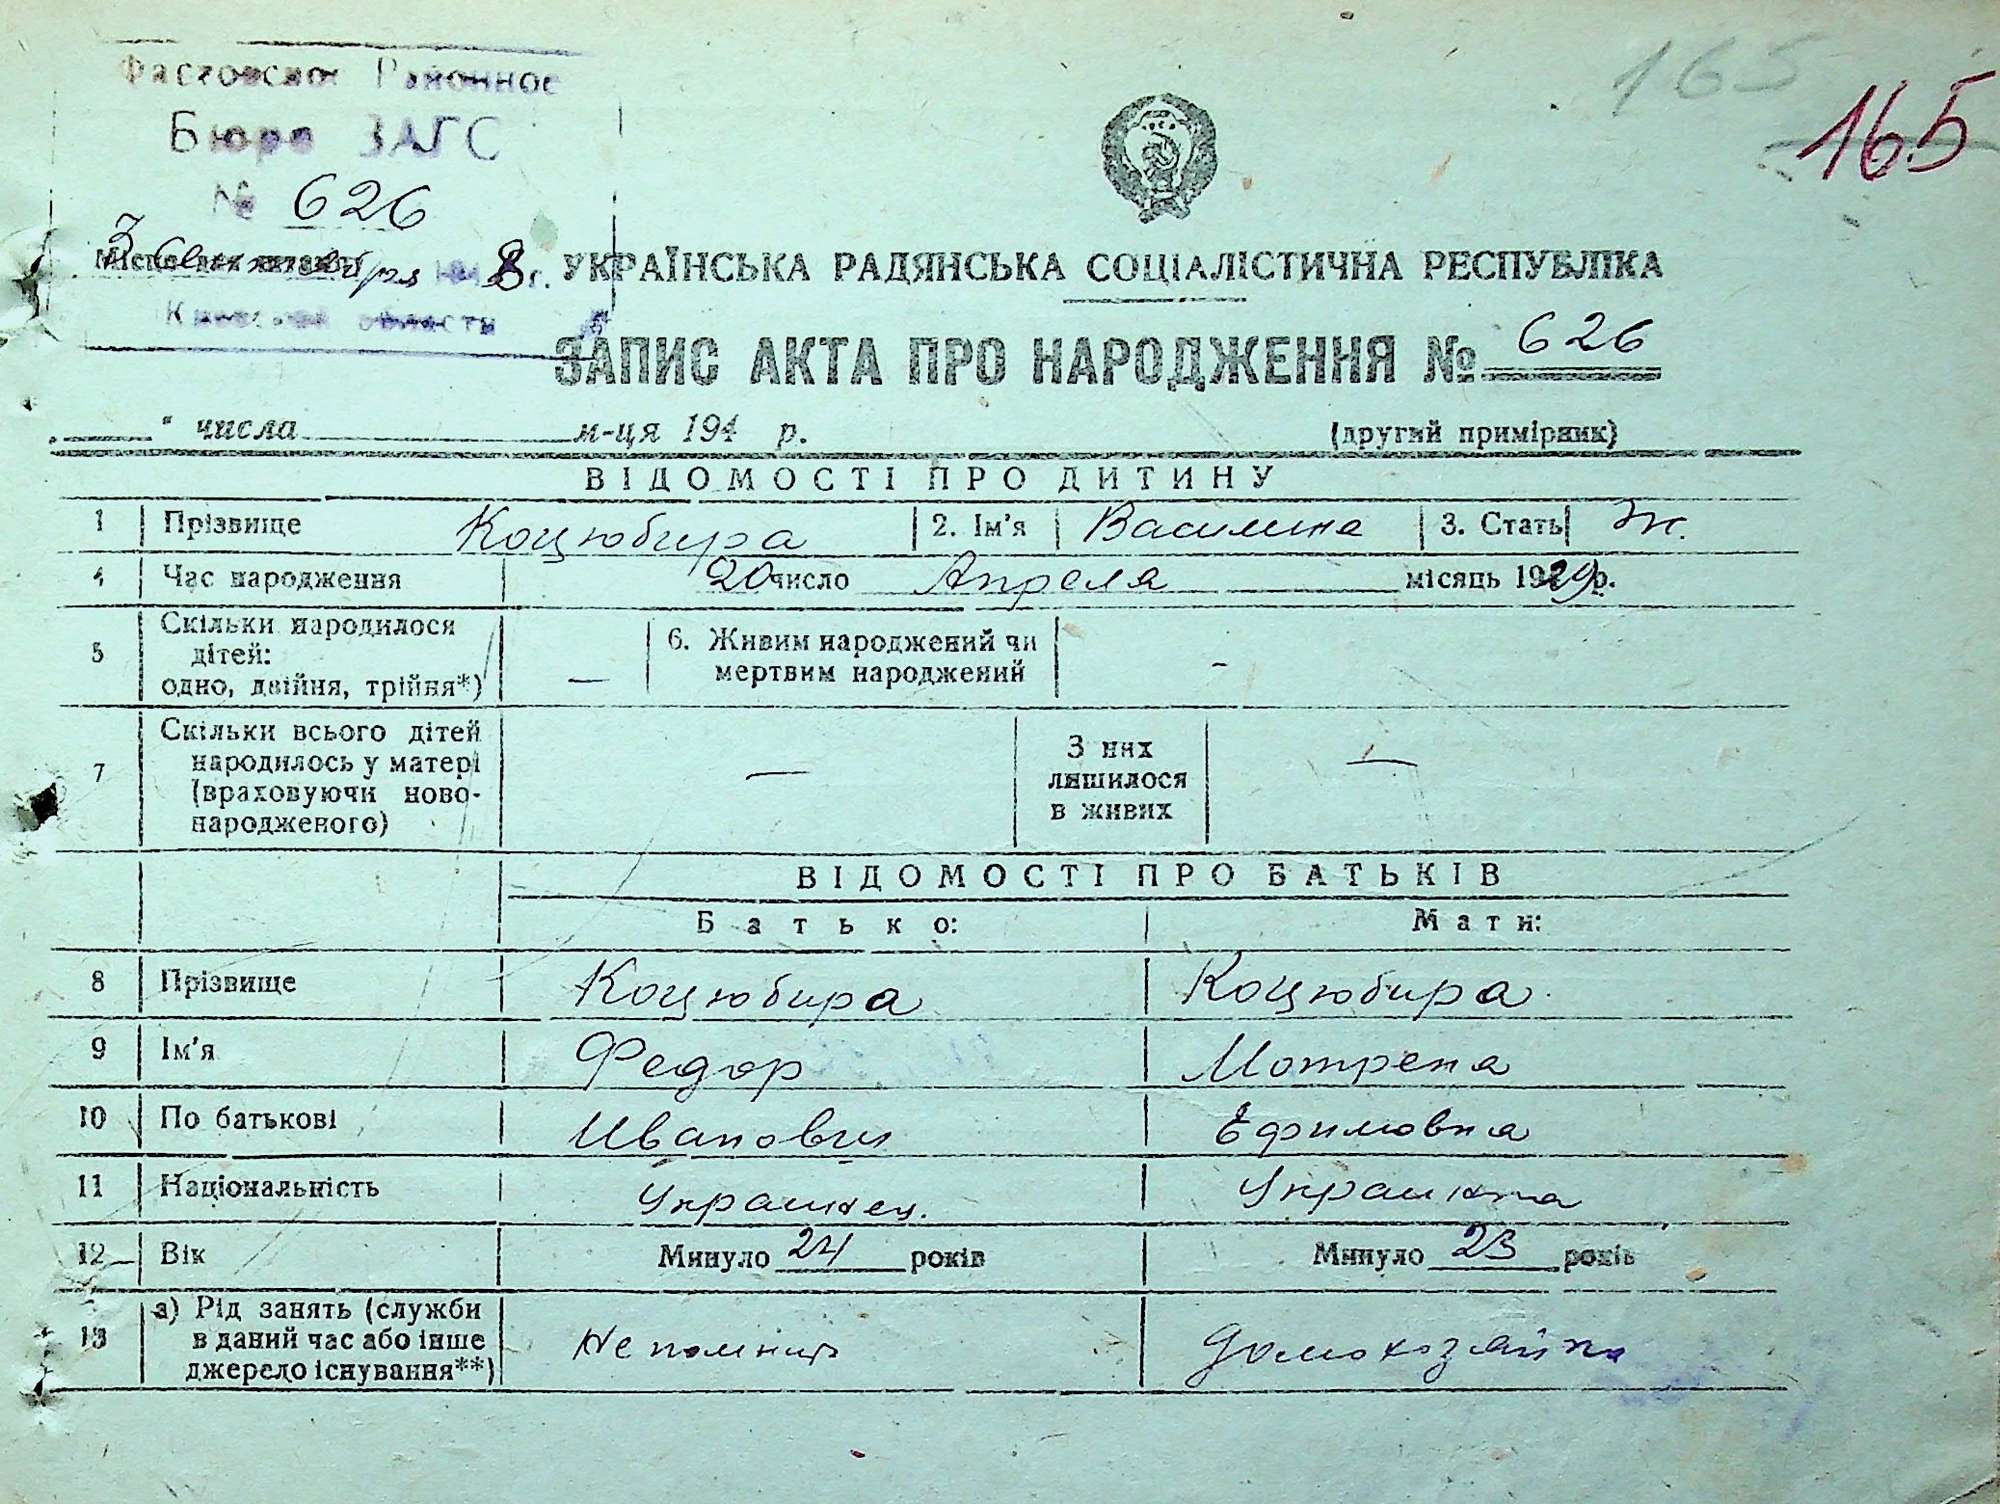 165
165
Фастовское Районное
Бюро ЗАГС
№ 626
3 Сентября 194 8 г.
Киевской области
УКРАЇНСЬКА РАДЯНСЬКА СОЦІАЛІСТИЧНА РЕСПУБЛІКА
ЗАПИС АКТА ПРО НАРОДЖЕННЯ № 626
„ “ числа м-ця 194 р. (другий примірник)
ВІДОМОСТІ ПРО ДИТИНУ
1 Прізвище Коцюбира 2. Ім'я Василина 3. Стать Ж.
4 Час народження 20 число Апреля місяць 1929 р.
5 Скільки народилося дітей: одно, двійня, трійня*) — 6. Живим народжений чи мертвим народжений -
7 Скільки всього дітей народилось у матері (враховуючи новонародженого) — З них лишилося в живих —
ВІДОМОСТІ ПРО БАТЬКІВ
Батько: Мати:
8 Прізвище Коцюбира Коцюбира
9 Ім'я Федор Мотрена
10 По батькові Иванович Ефимовна
11 Національність Украинец. Украинка
12 Вік Минуло 24 років Минуло 23 років
13 а) Рід занять (служби в даний час або інше джерело існування**) Не помнит Домохозяйка